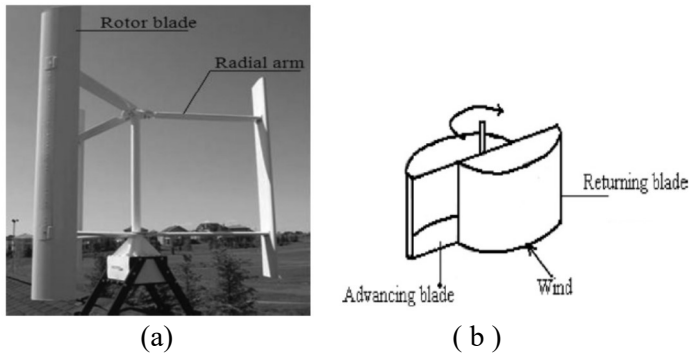 Rotor blade
Radial arm
Returning blade
Advancing blade
Wind
(a)
( b )